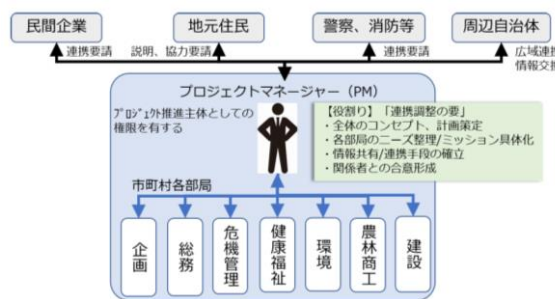 民間企業
地元住民
警察、消防等
周辺自治体
連携要請
説明、協力要請
連携要請
広域連携
情報交換
プロジェクトマネージャー（PM）
ﾌﾟﾛｼﾞｪｸﾄ推進主体としての
権限を有する
【役割り】「連携調整の要」
・全体のコンセプト、計画策定
・各部局のニーズ整理/ミッション具体化
・情報共有/連携手段の確立
・関係者との合意形成
市町村各部局
企画
総務
危機管理
健康福祉
環境
農林商工
建設